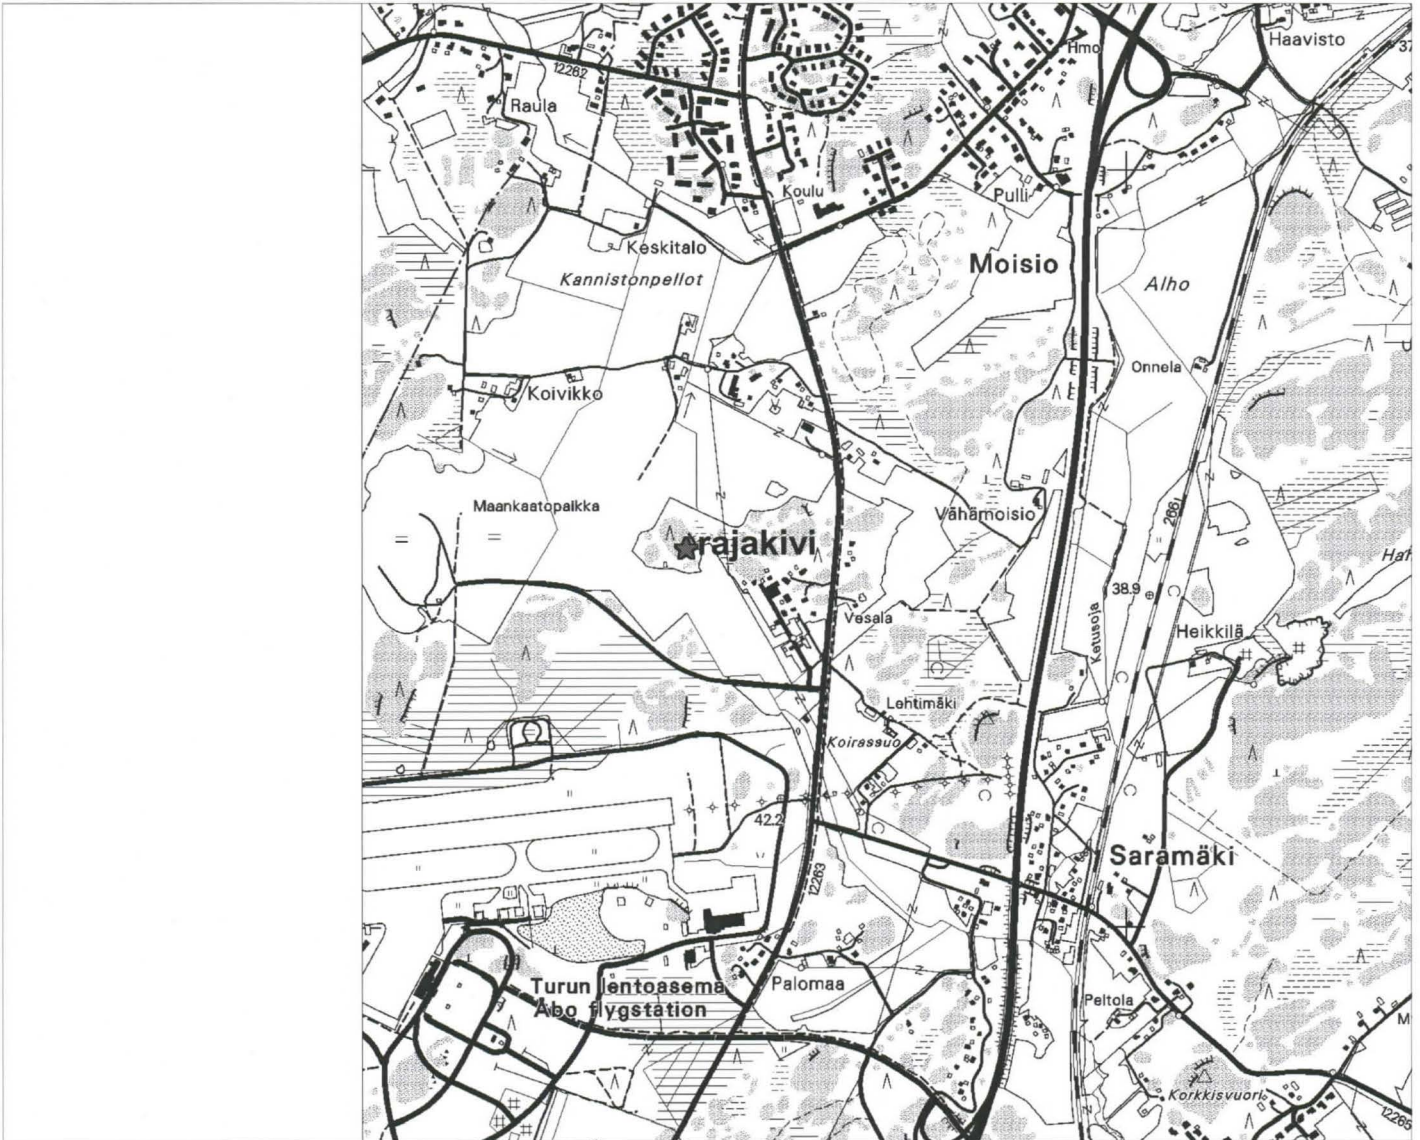 Haavisto
Hmo
12262
Raula
Koulu
Pulli
Keskitalo
Moisio
Kannistonpellot
Alho
Onnela
Koivikko
Maankaatopaikka
Vähämoisio
2661
rajakivi
38.9
Vesala
Ketusoja
Heikkilä
Lehtimäki
Koirassuo
42.2
Saramäki
12263
Turun lentoasema
Åbo flygstation
Palomaa
Peltola
M
Korkkisvuori